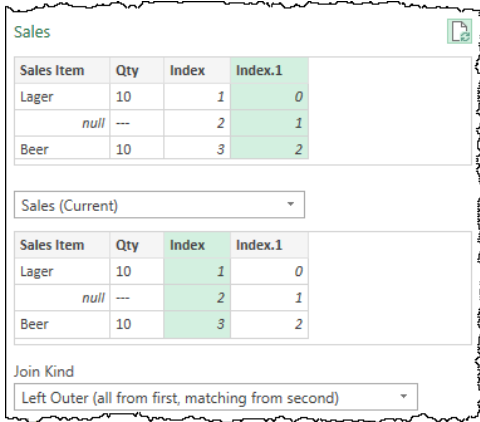 Sales
Sales Item Qty Index Index.1
Lager 10 1 0
null --- 2 1
Beer 10 3 2
Sales (Current)
Sales Item Qty Index Index.1
Lager 10 1 0
null --- 2 1
Beer 10 3 2
Join Kind
Left Outer (all from first, matching from second)